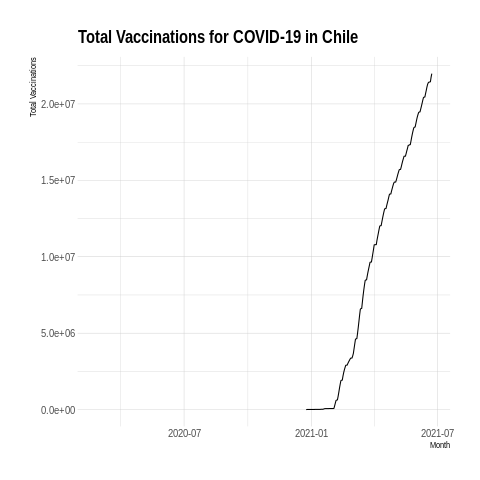 Total Vaccinations for COVID-19 in Chile
Total Vaccinations
2.0e+07
1.5e+07
1.0e+07
5.0e+06
0.0e+00
2020-07 2021-01 2021-07
Month